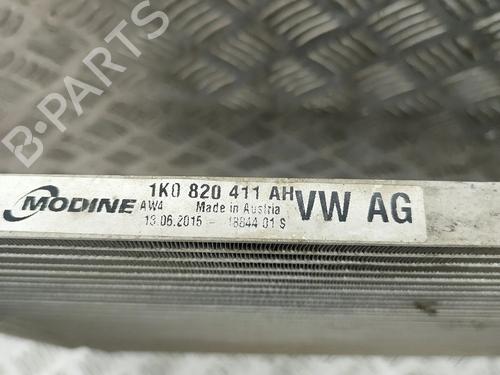 B-PARTS
MODINE
1K0 820 411 AH
AW4 Made in Austria
13.06.2015 - 18844 01 S
VW AG